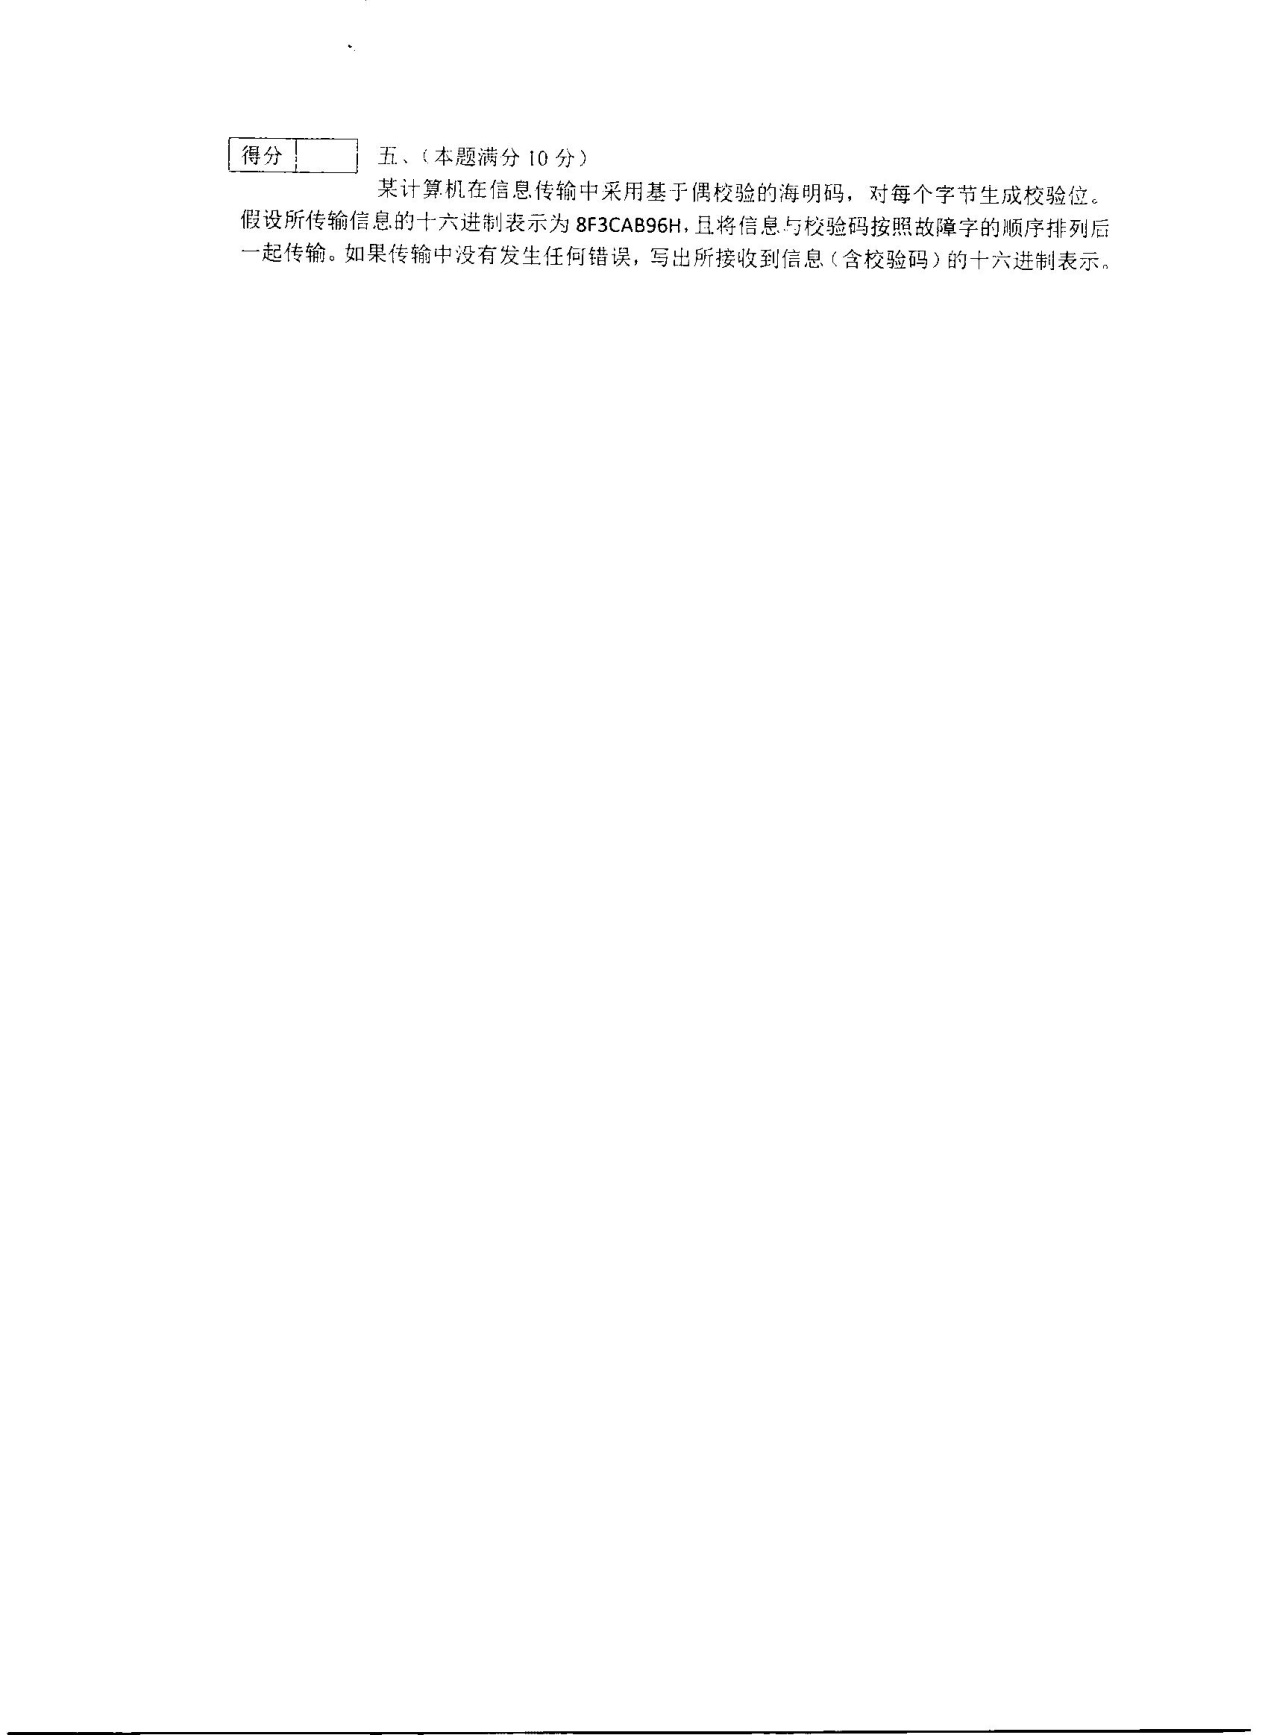 得分 五、(本题满分 10 分)
某计算机在信息传输中采用基于偶校验的海明码，对每个字节生成校验位。
假设所传输信息的十六进制表示为 8F3CAB96H，且将信息与校验码按照故障字的顺序排列后
一起传输。如果传输中没有发生任何错误，写出所接收到信息（含校验码）的十六进制表示。